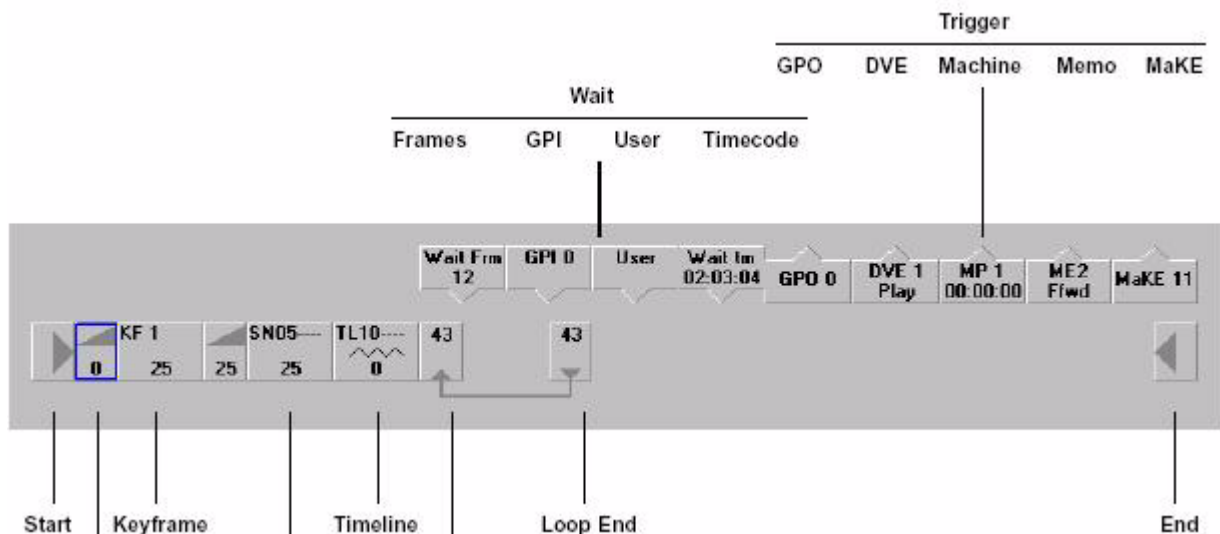 Trigger
GPO DVE Machine Memo MaKE
Wait
Frames GPI User Timecode
Wait Frm
12
GPI 0
User
Wait tm
02:03:04
GPO 0
DVE 1
Play
MP 1
00:00:00
ME2
Ffwd
MaKE 11
0
KF 1
25
25
SN05----
25
TL10----
0
43
43
Start Keyframe Timeline Loop End End